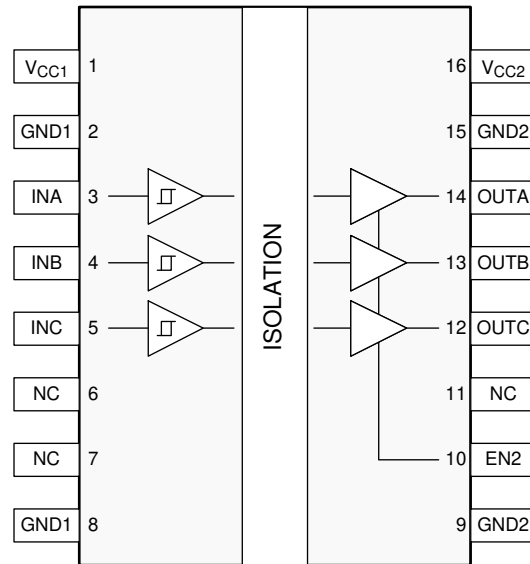 VCC1 1 16 VCC2
GND1 2 15 GND2
INA 3 14 OUTA
INB 4 13 OUTB
INC 5 12 OUTC
NC 6 11 NC
NC 7 10 EN2
GND1 8 9 GND2
ISOLATION